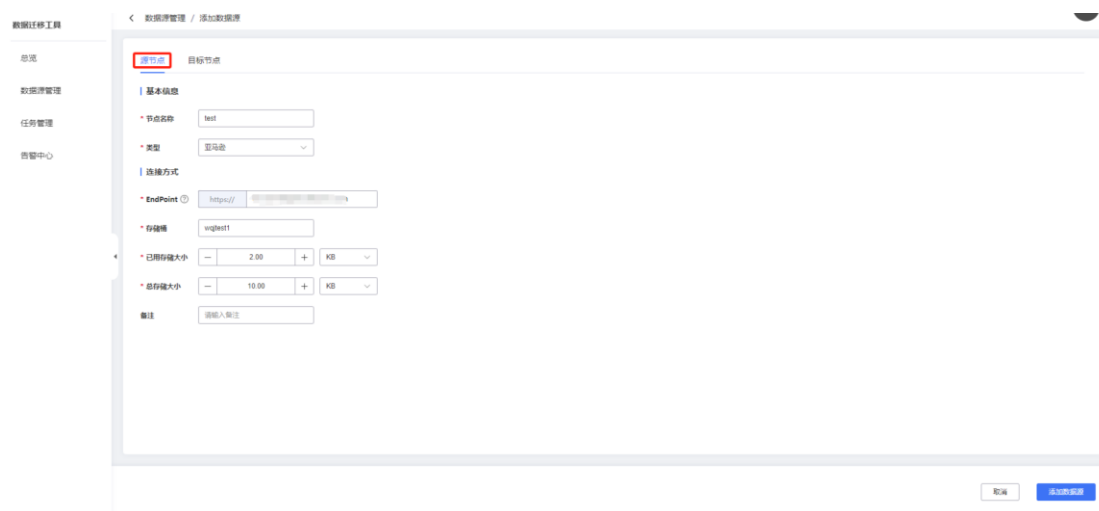 数据迁移工具
数据源管理 / 添加数据源
总览
数据源管理
任务管理
告警中心
源节点 目标节点
基本信息
* 节点名称 test
* 类型 亚马逊
连接方式
* EndPoint https://
* 存储桶 wqtest1
* 已用存储大小 2.00 KB
* 总存储大小 10.00 KB
备注 请输入备注
取消 添加数据源